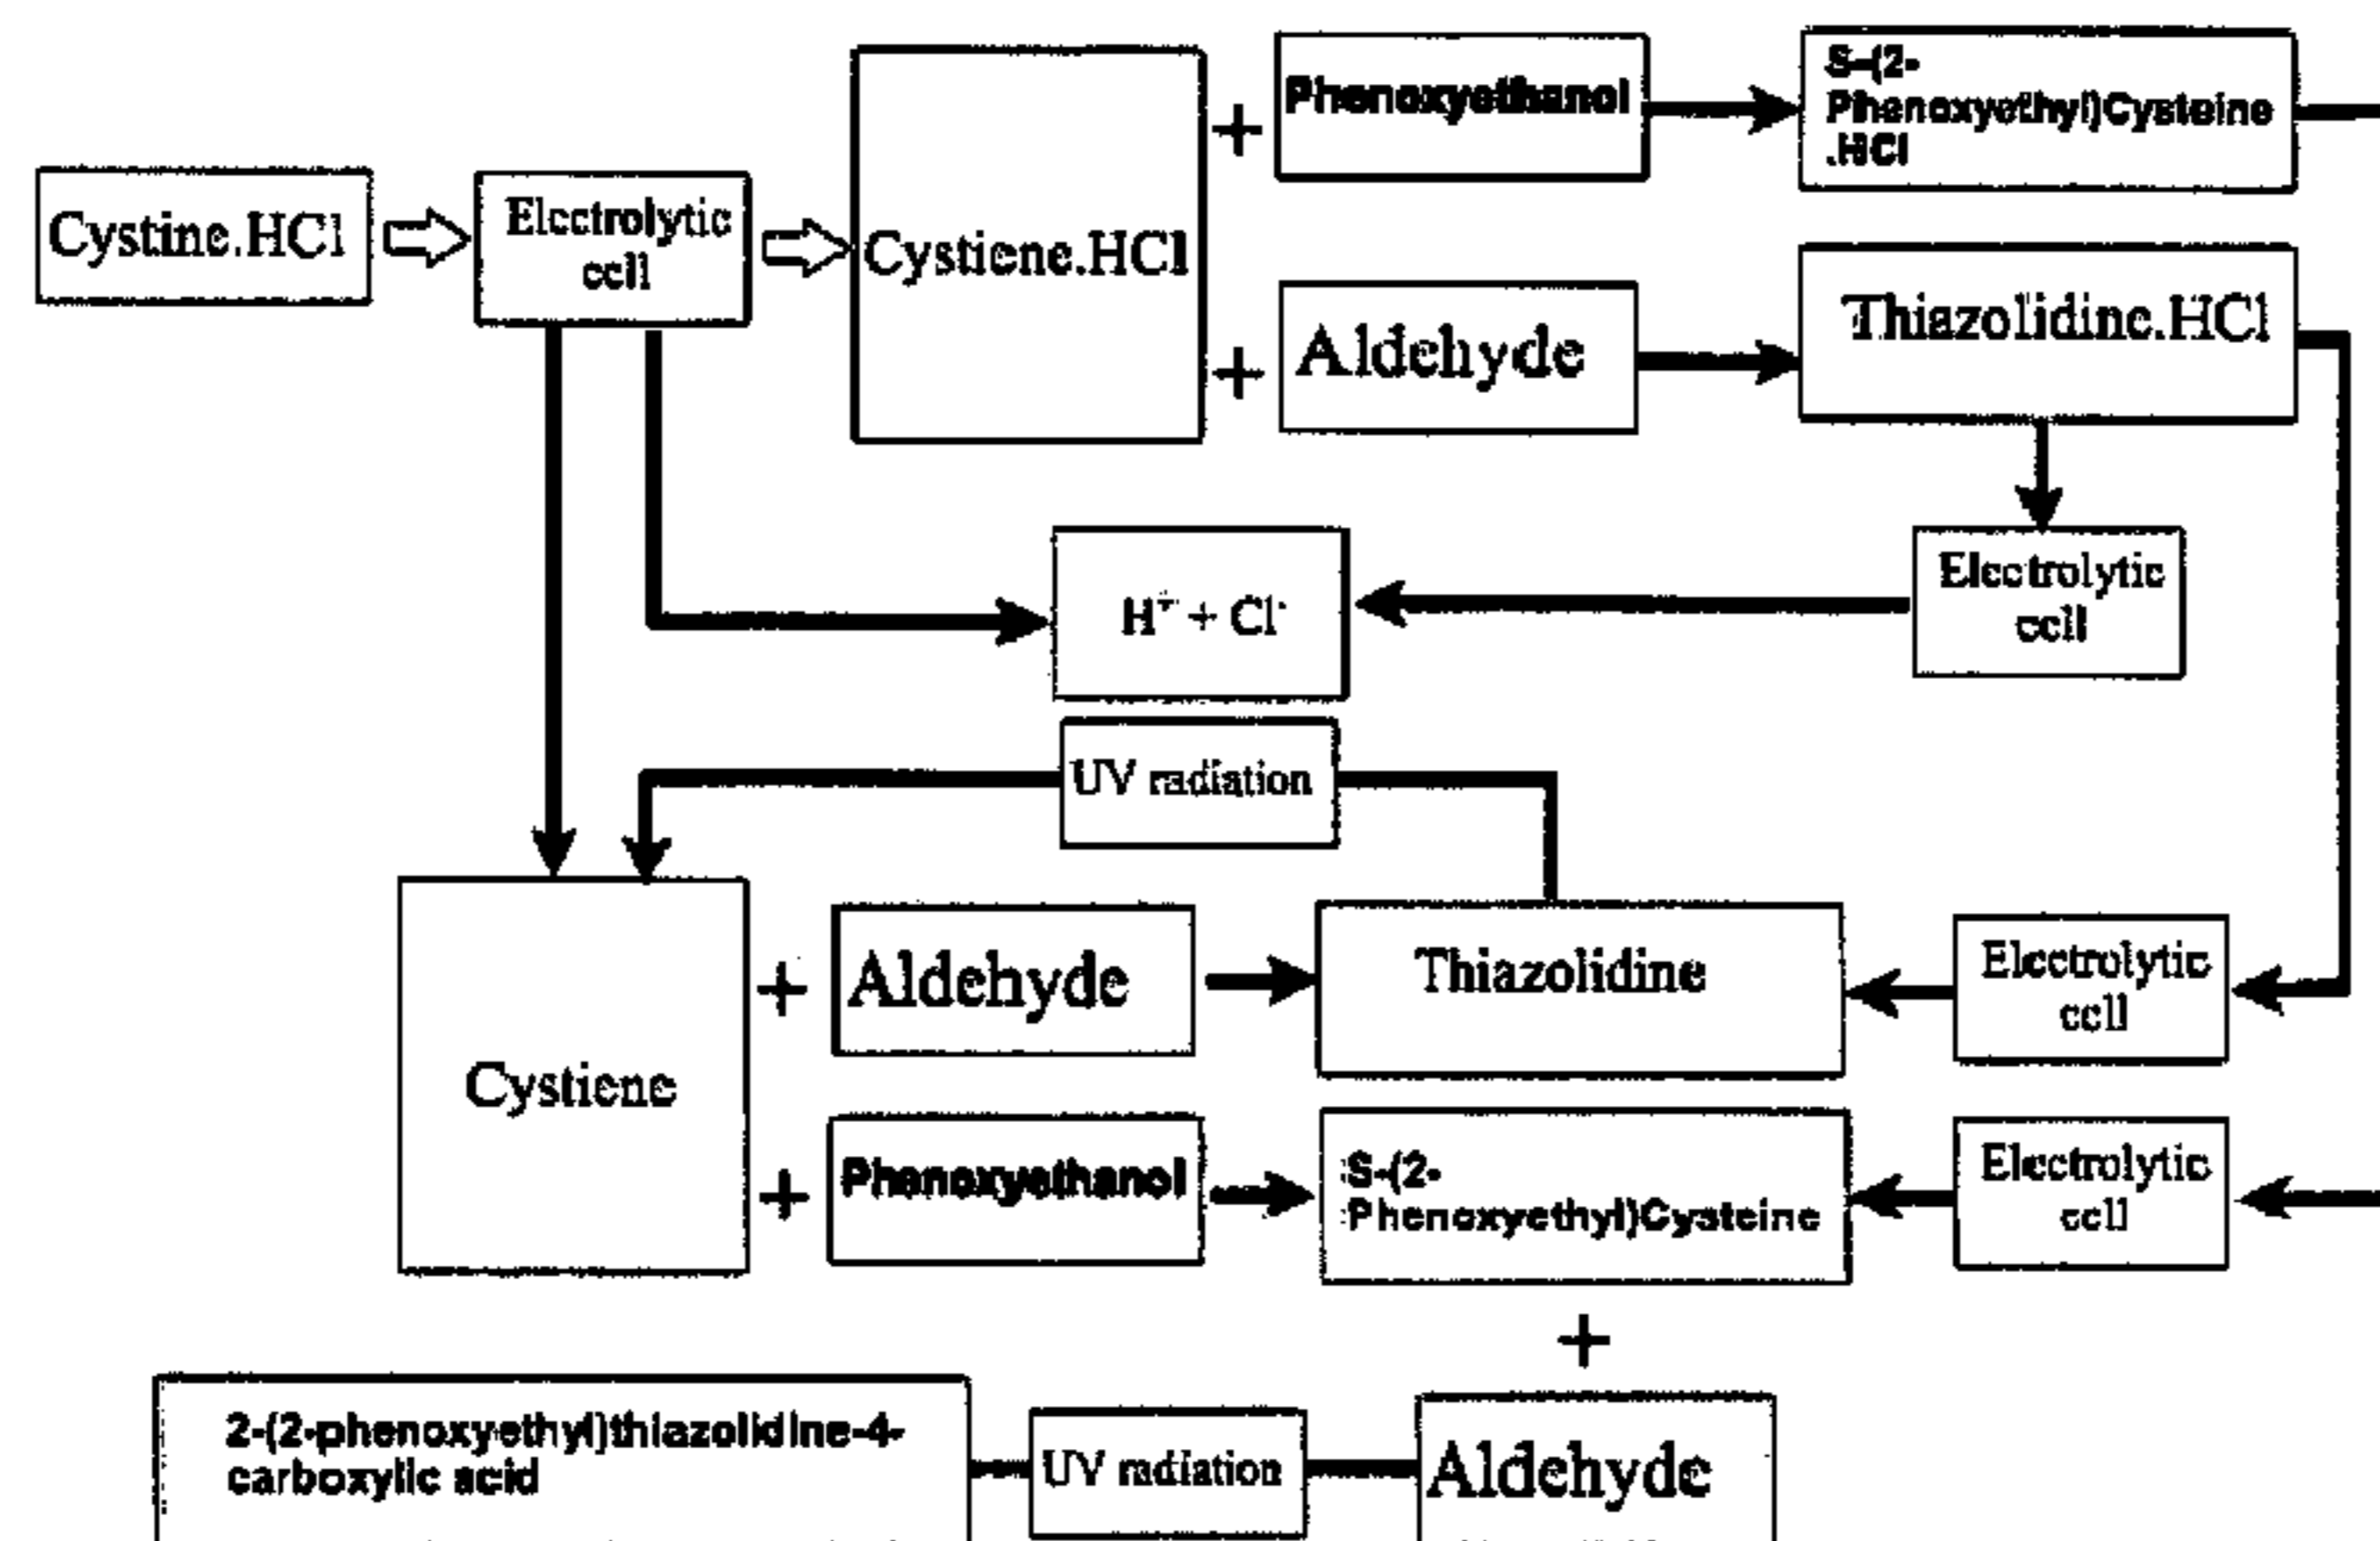 S-(2-
Phenoxyethyl)Cysteine
.HCl
Phenoxyethanol
+
Cystine.HCl
Electrolytic
cell
Cystiene.HCl
+
Aldehyde
Thiazolidine.HCl
Electrolytic
cell
H⁺ + Cl⁻
UV radiation
Cystiene
+
Aldehyde
Thiazolidine
Electrolytic
cell
+
Phenoxyethanol
S-(2-
Phenoxyethyl)Cysteine
Electrolytic
cell
+
2-(2-phenoxyethyl)thiazolidine-4-
carboxylic acid
UV radiation
Aldehyde